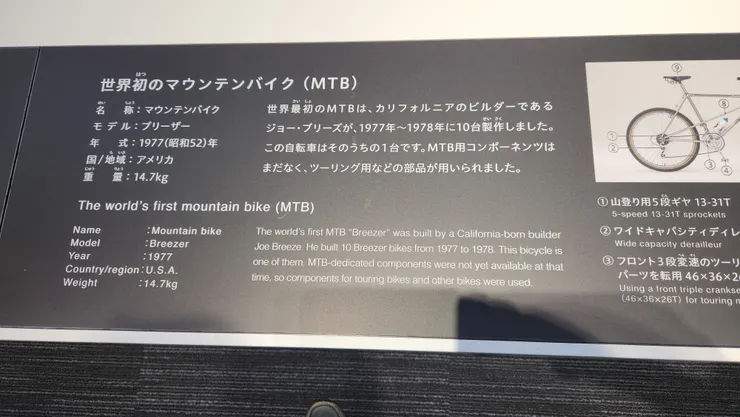 世界初のマウンテンバイク（MTB）
名　称：マウンテンバイク
モデル：ブリーザー
年　式：1977(昭和52)年
国/地域：アメリカ
重　量：14.7kg
世界最初のMTBは、カリフォルニアのビルダーである
ジョー・ブリーズが、1977年〜1978年に10台製作しました。
この自転車はそのうちの1台です。MTB用コンポーネンツは
まだなく、ツーリング用などの部品が用いられました。
The world's first mountain bike (MTB)
Name :Mountain bike
Model :Breezer
Year :1977
Country/region :U.S.A.
Weight :14.7kg
The world's first MTB "Breezer" was built by a California-born builder
Joe Breeze. He built 10 Breezer bikes from 1977 to 1978. This bicycle is
one of them. MTB-dedicated components were not yet available at that
time, so components for touring bikes and other bikes were used.
⑨
⑧
①
②
③
④
①山登り用5段ギヤ 13-31T
5-speed 13-31T sprockets
②ワイドキャパシティディレ
Wide capacity derailleur
③フロント3段変速のツーリ
パーツを転用 46×36×2
Using a front triple crankse
(46×36×26T) for touring m